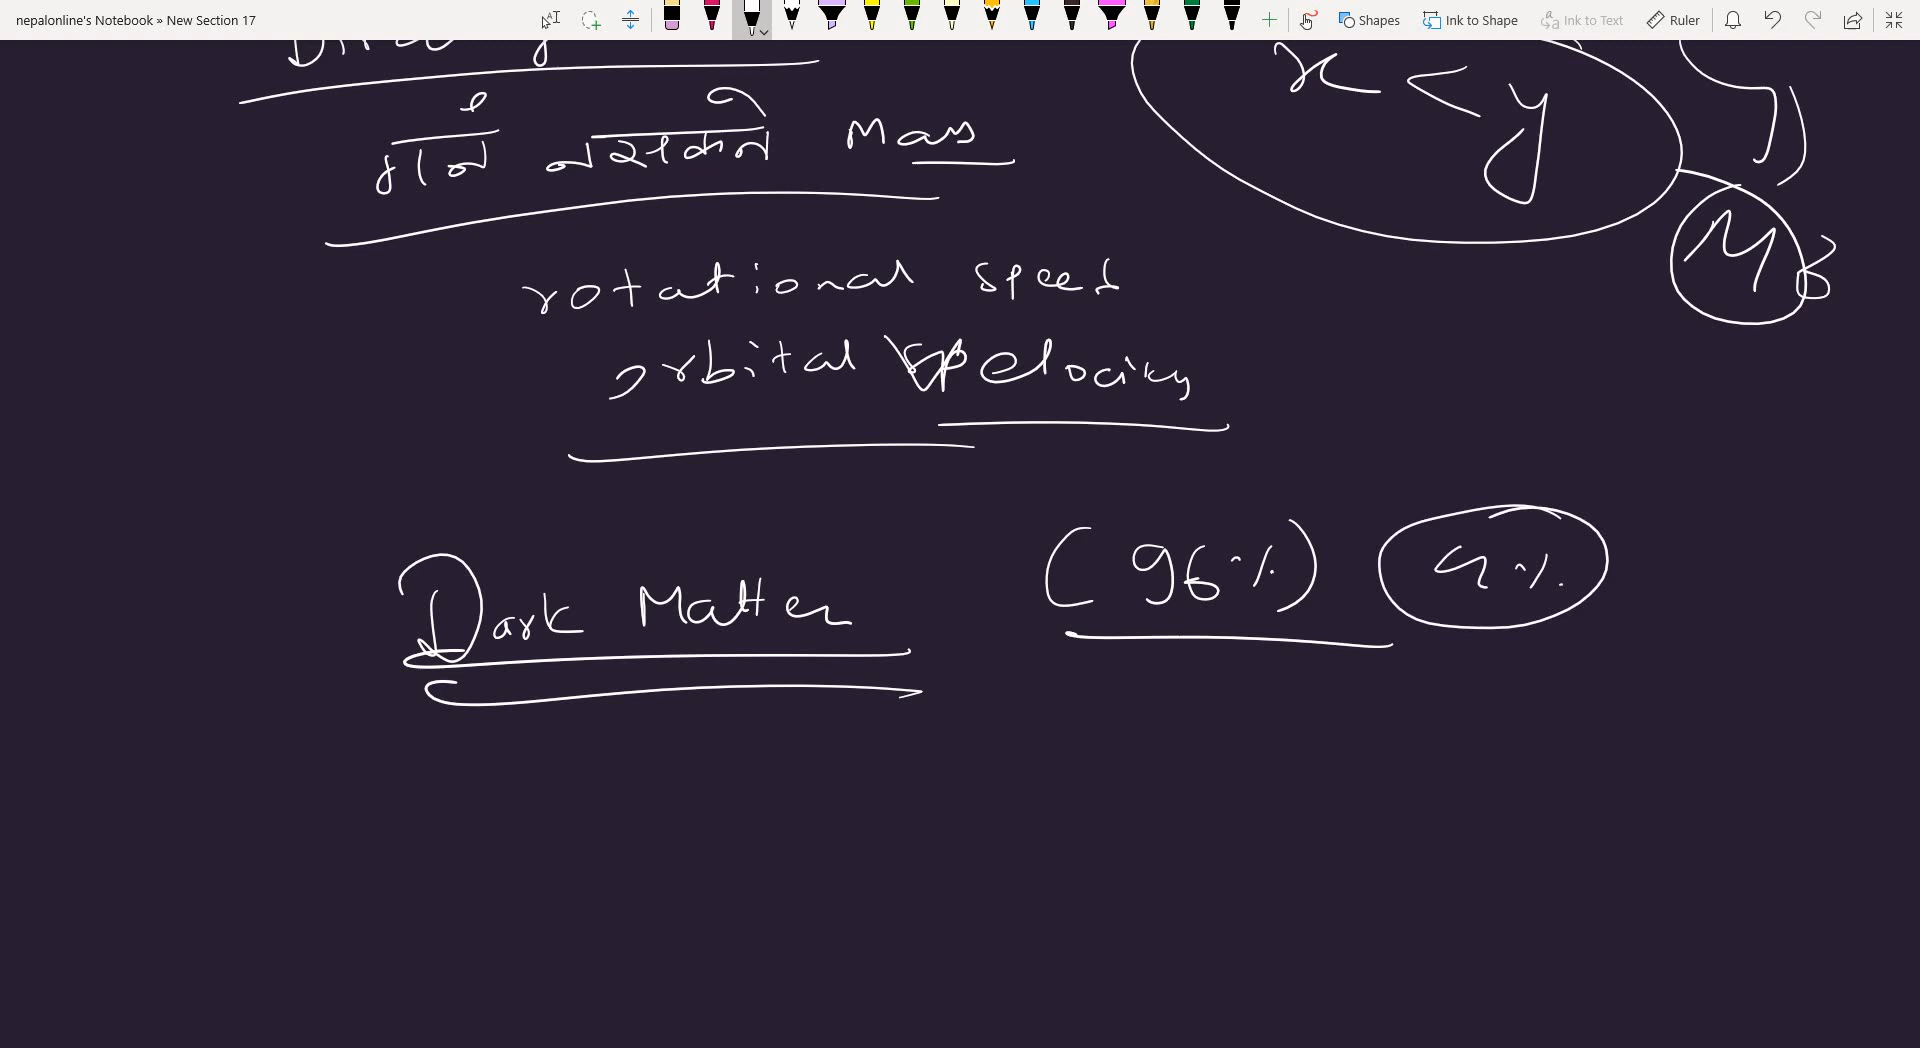 nepalonline's Notebook » New Section 17
Shapes
Ink to Shape
Ink to Text
Ruler
x < y
Mass
M
rotational speed
orbital velocity
Dark Matter (96%) 4%